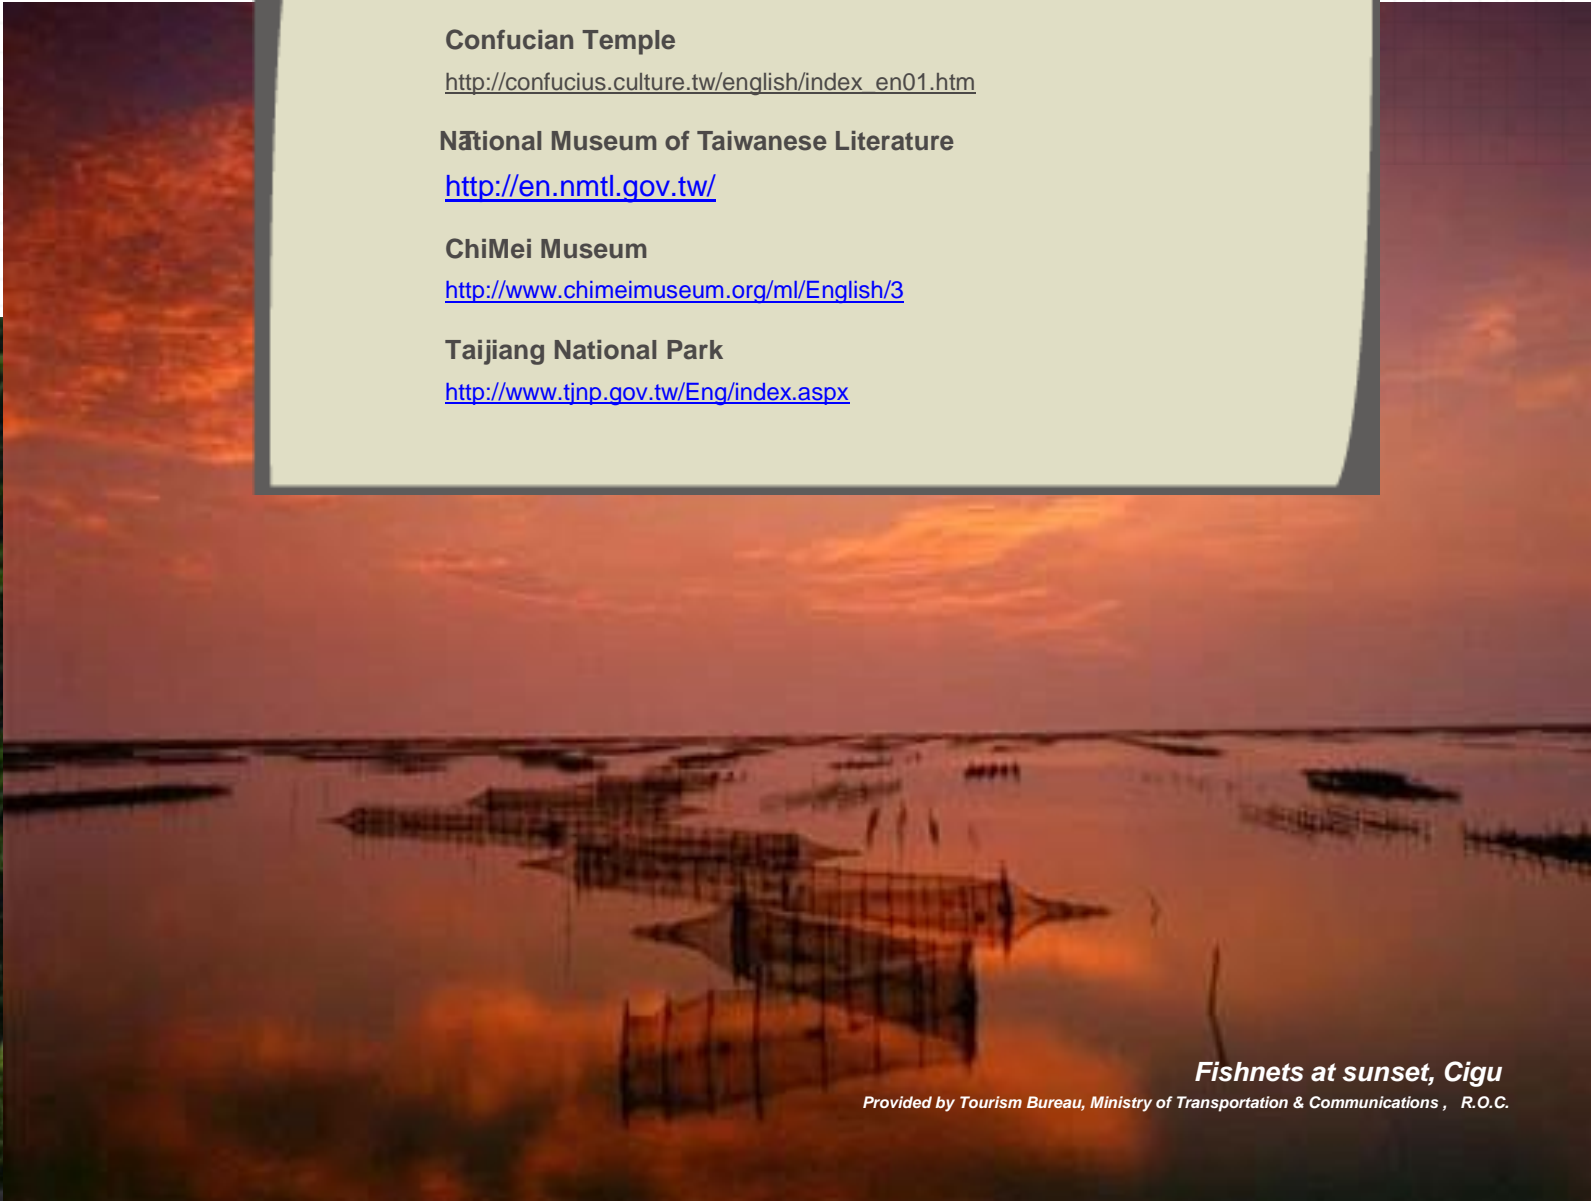 Confucian Temple
http://confucius.culture.tw/english/index_en01.htm
National Museum of Taiwanese Literature
http://en.nmtl.gov.tw/
ChiMei Museum
http://www.chimeimuseum.org/ml/English/3
Taijiang National Park
http://www.tjnp.gov.tw/Eng/index.aspx
Fishnets at sunset, Cigu
Provided by Tourism Bureau, Ministry of Transportation & Communications , R.O.C.